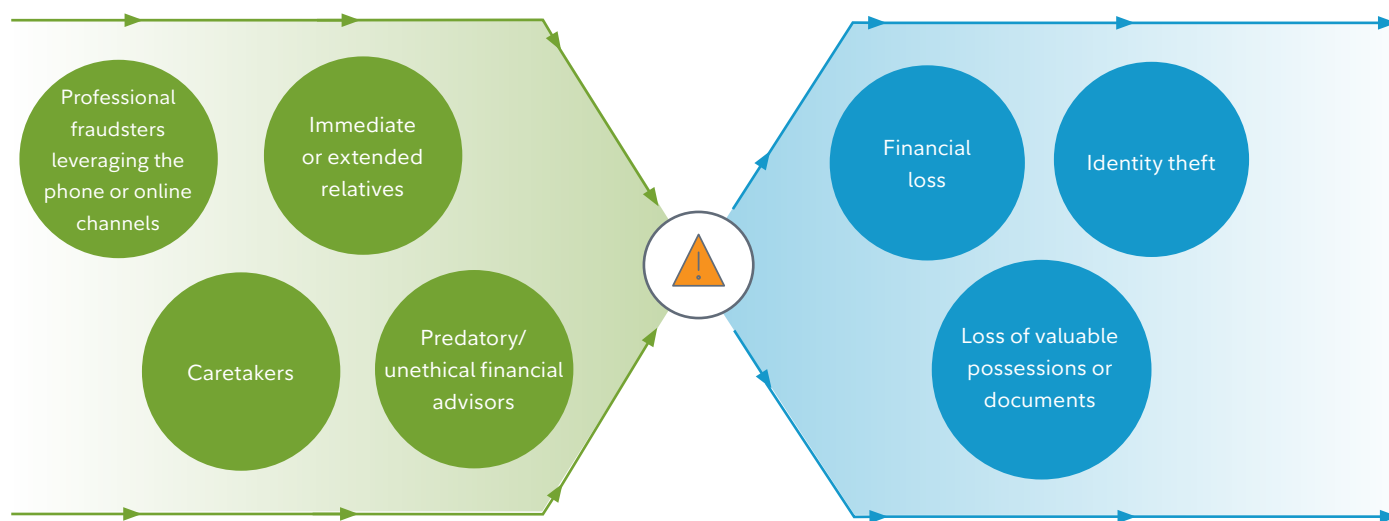 Professional
fraudsters
leveraging the
phone or online
channels
Immediate
or extended
relatives
Caretakers
Predatory/
unethical financial
advisors
Financial
loss
Identity theft
Loss of valuable
possessions or
documents